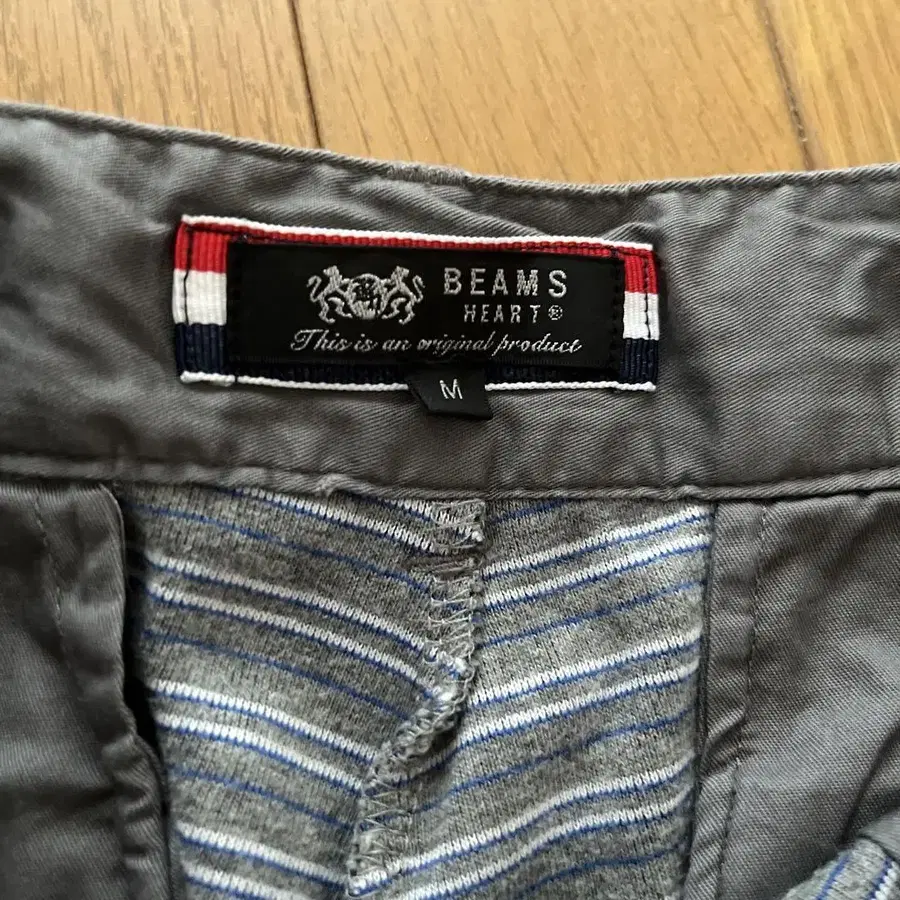 BEAMS
HEART®
This is an original product
M